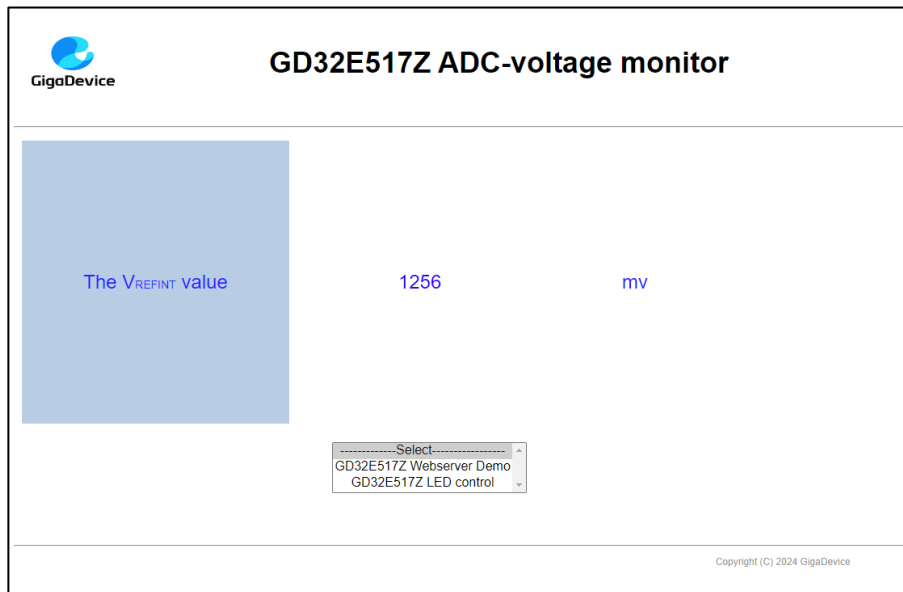 GigaDevice
GD32E517Z ADC-voltage monitor
The VREFINT value 1256 mv
-------------Select-----------------
GD32E517Z Webserver Demo
GD32E517Z LED control
Copyright (C) 2024 GigaDevice